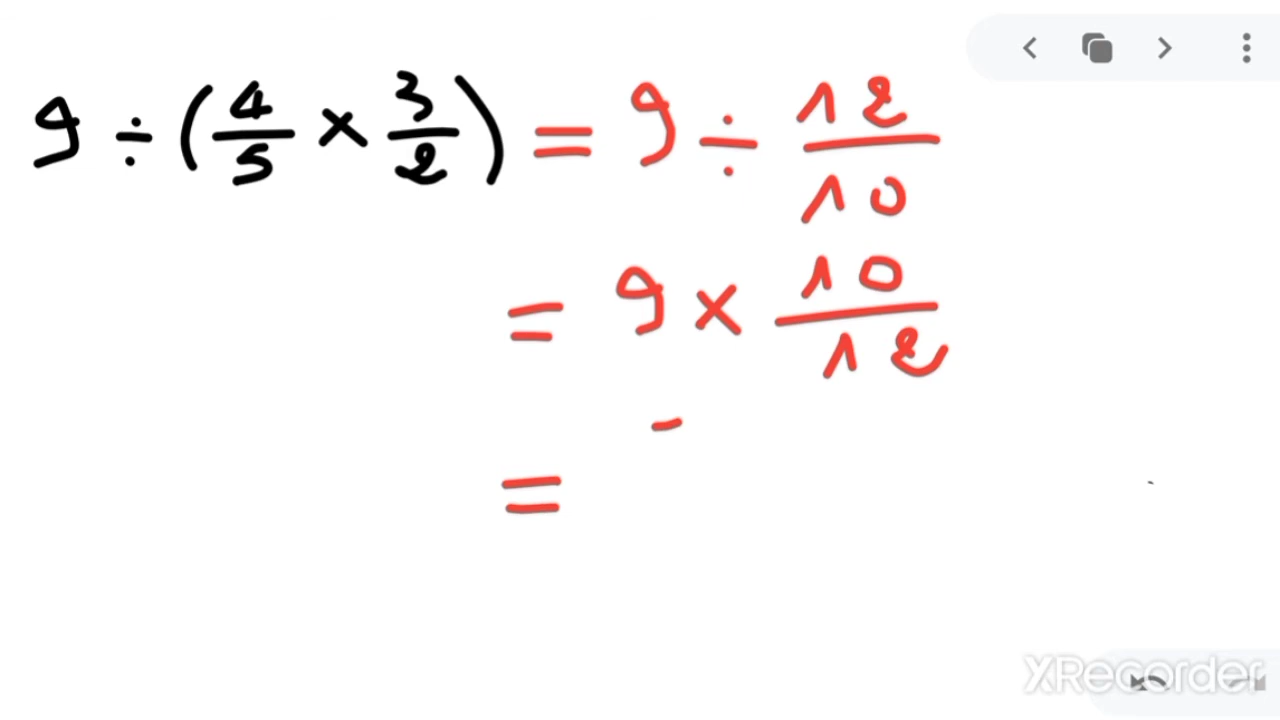 9 ÷ (4/5 × 3/2) = 9 ÷ 12/10
= 9 × 10/12
=
XRecorder